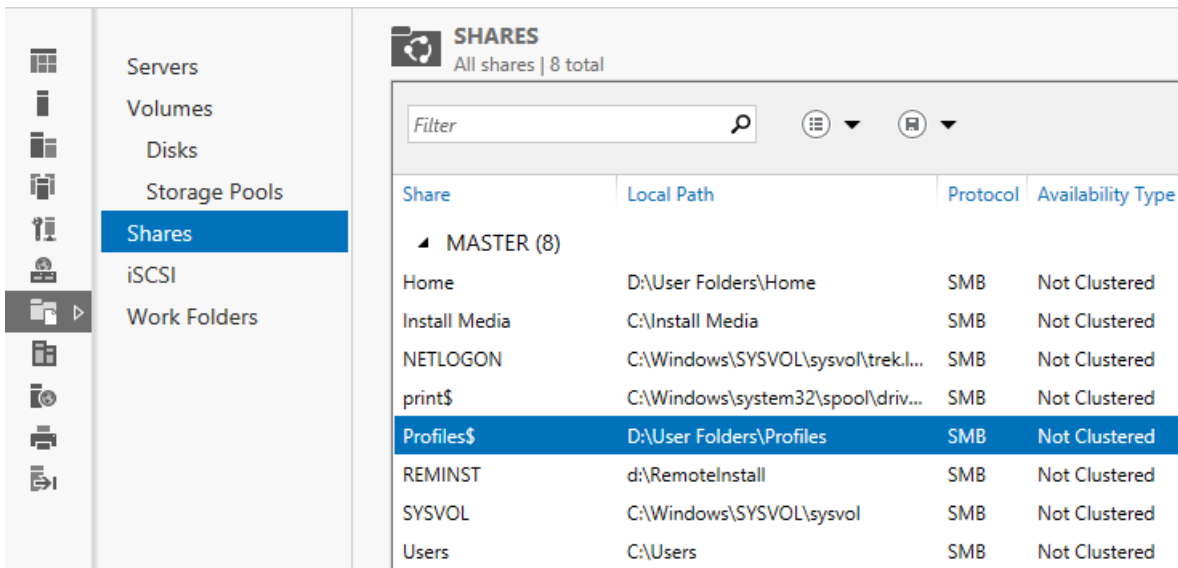 Servers
Volumes
Disks
Storage Pools
Shares
iSCSI
Work Folders
SHARES
All shares | 8 total
Filter
Share Local Path Protocol Availability Type
MASTER (8)
Home D:\User Folders\Home SMB Not Clustered
Install Media C:\Install Media SMB Not Clustered
NETLOGON C:\Windows\SYSVOL\sysvol\trek.l... SMB Not Clustered
print$ C:\Windows\system32\spool\driv... SMB Not Clustered
Profiles$ D:\User Folders\Profiles SMB Not Clustered
REMINST d:\RemoteInstall SMB Not Clustered
SYSVOL C:\Windows\SYSVOL\sysvol SMB Not Clustered
Users C:\Users SMB Not Clustered